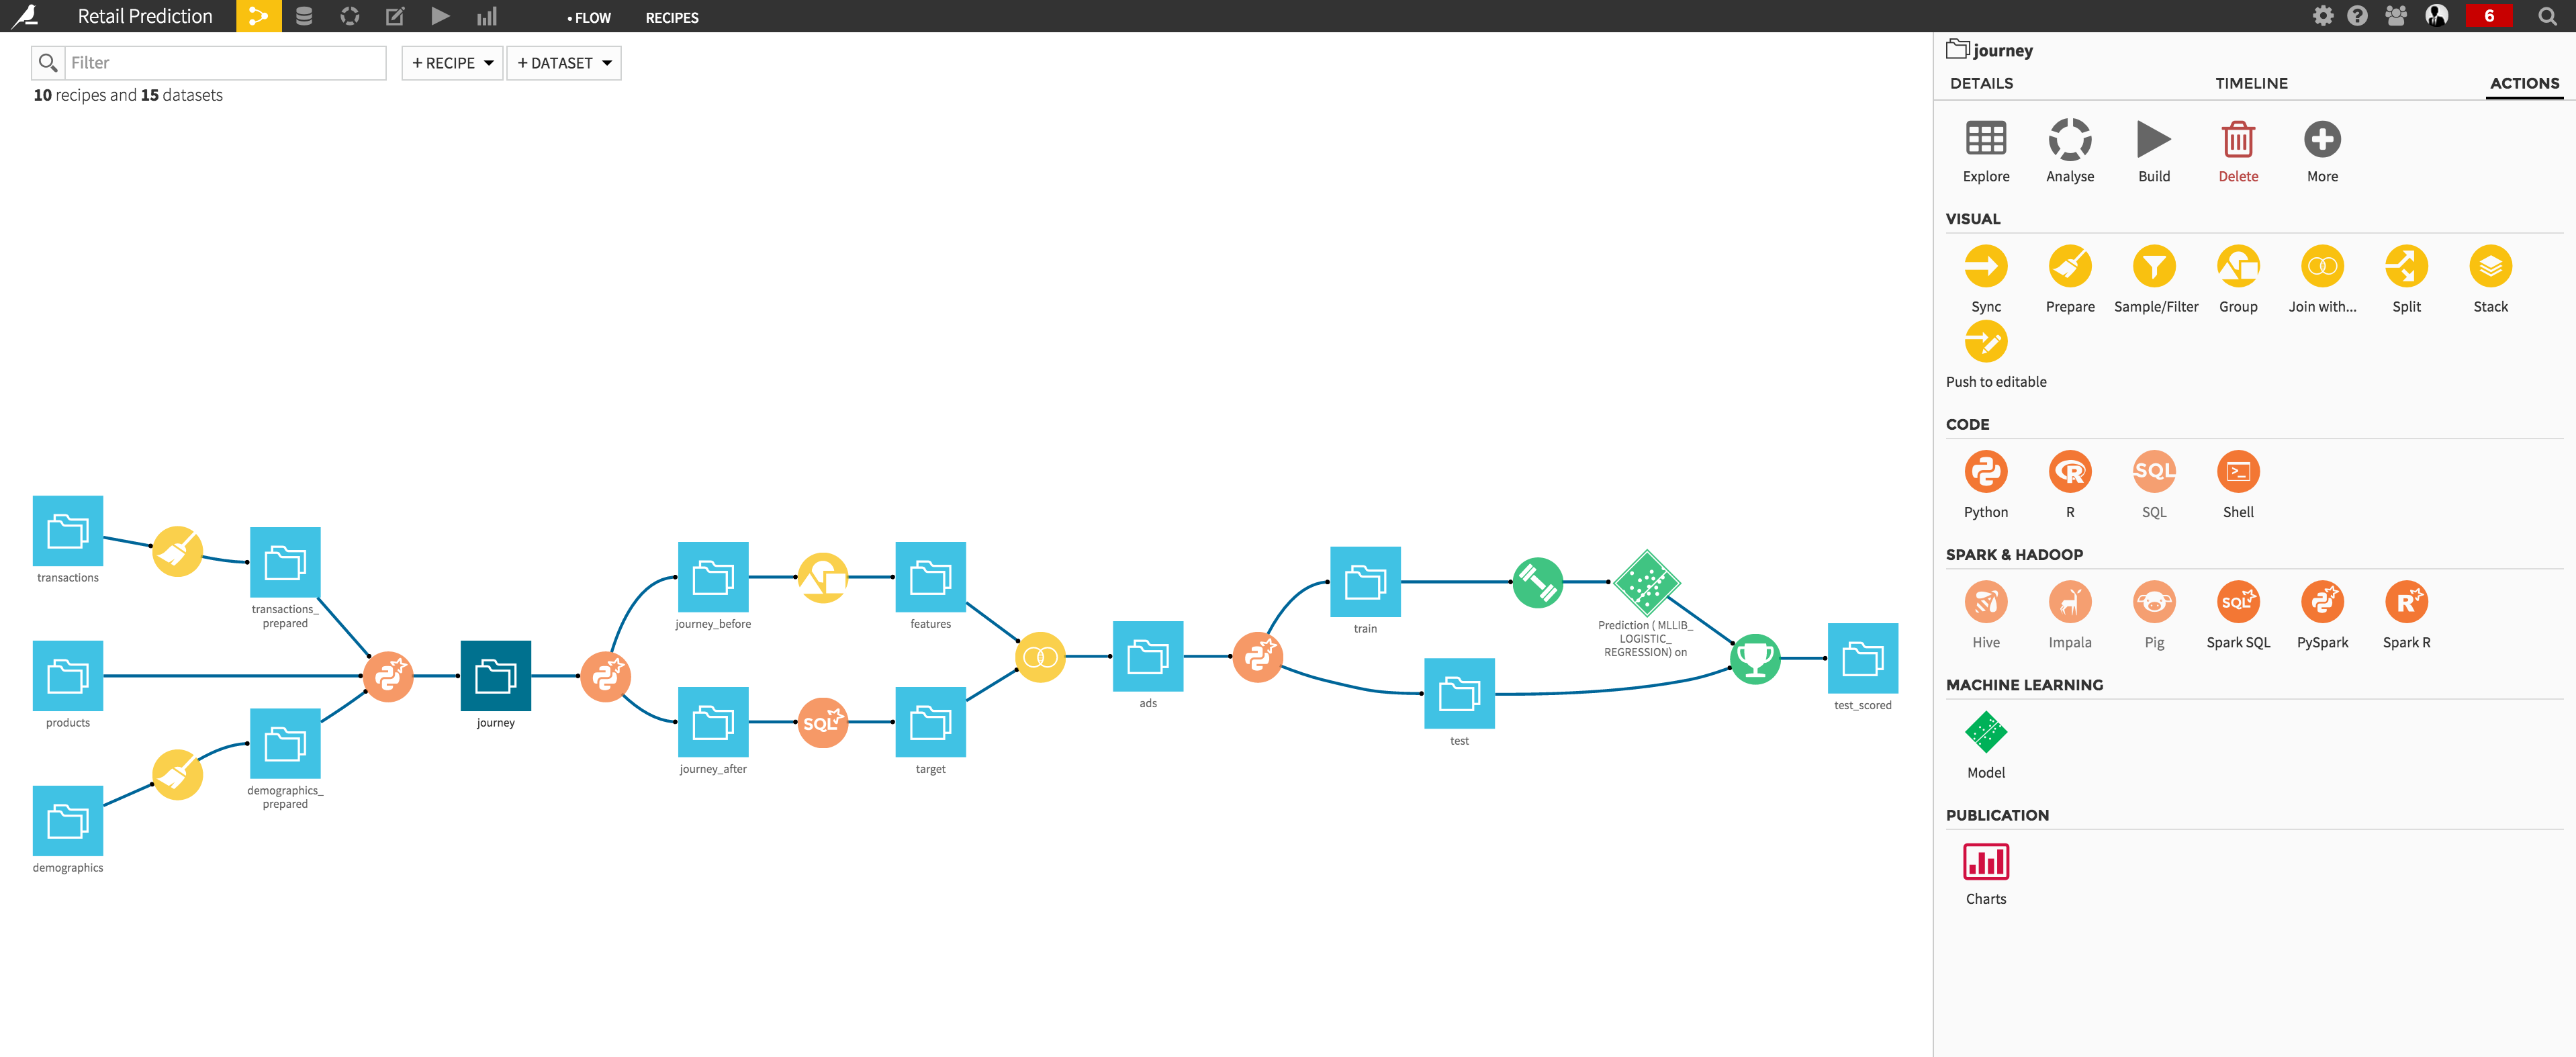 Retail Prediction
• FLOW
RECIPES
6
Filter
+ RECIPE
+ DATASET
10 recipes and 15 datasets
transactions
transactions_
prepared
products
demographics_
prepared
demographics
journey
journey_before
journey_after
SQL
features
target
ads
train
test
Prediction ( MLLIB_
LOGISTIC_
REGRESSION) on
test_scored
journey
DETAILS
TIMELINE
ACTIONS
Explore
Analyse
Build
Delete
More
VISUAL
Sync
Prepare
Sample/Filter
Group
Join with...
Split
Stack
Push to editable
CODE
R
SQL
Python
R
SQL
Shell
SPARK & HADOOP
SQL
R
Hive
Impala
Pig
Spark SQL
PySpark
Spark R
MACHINE LEARNING
Model
PUBLICATION
Charts